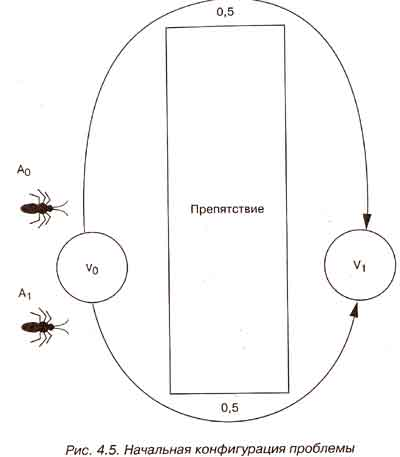 0,5
A0
Препятствие
V0
V1
A1
0,5
Рис. 4.5. Начальная конфигурация проблемы